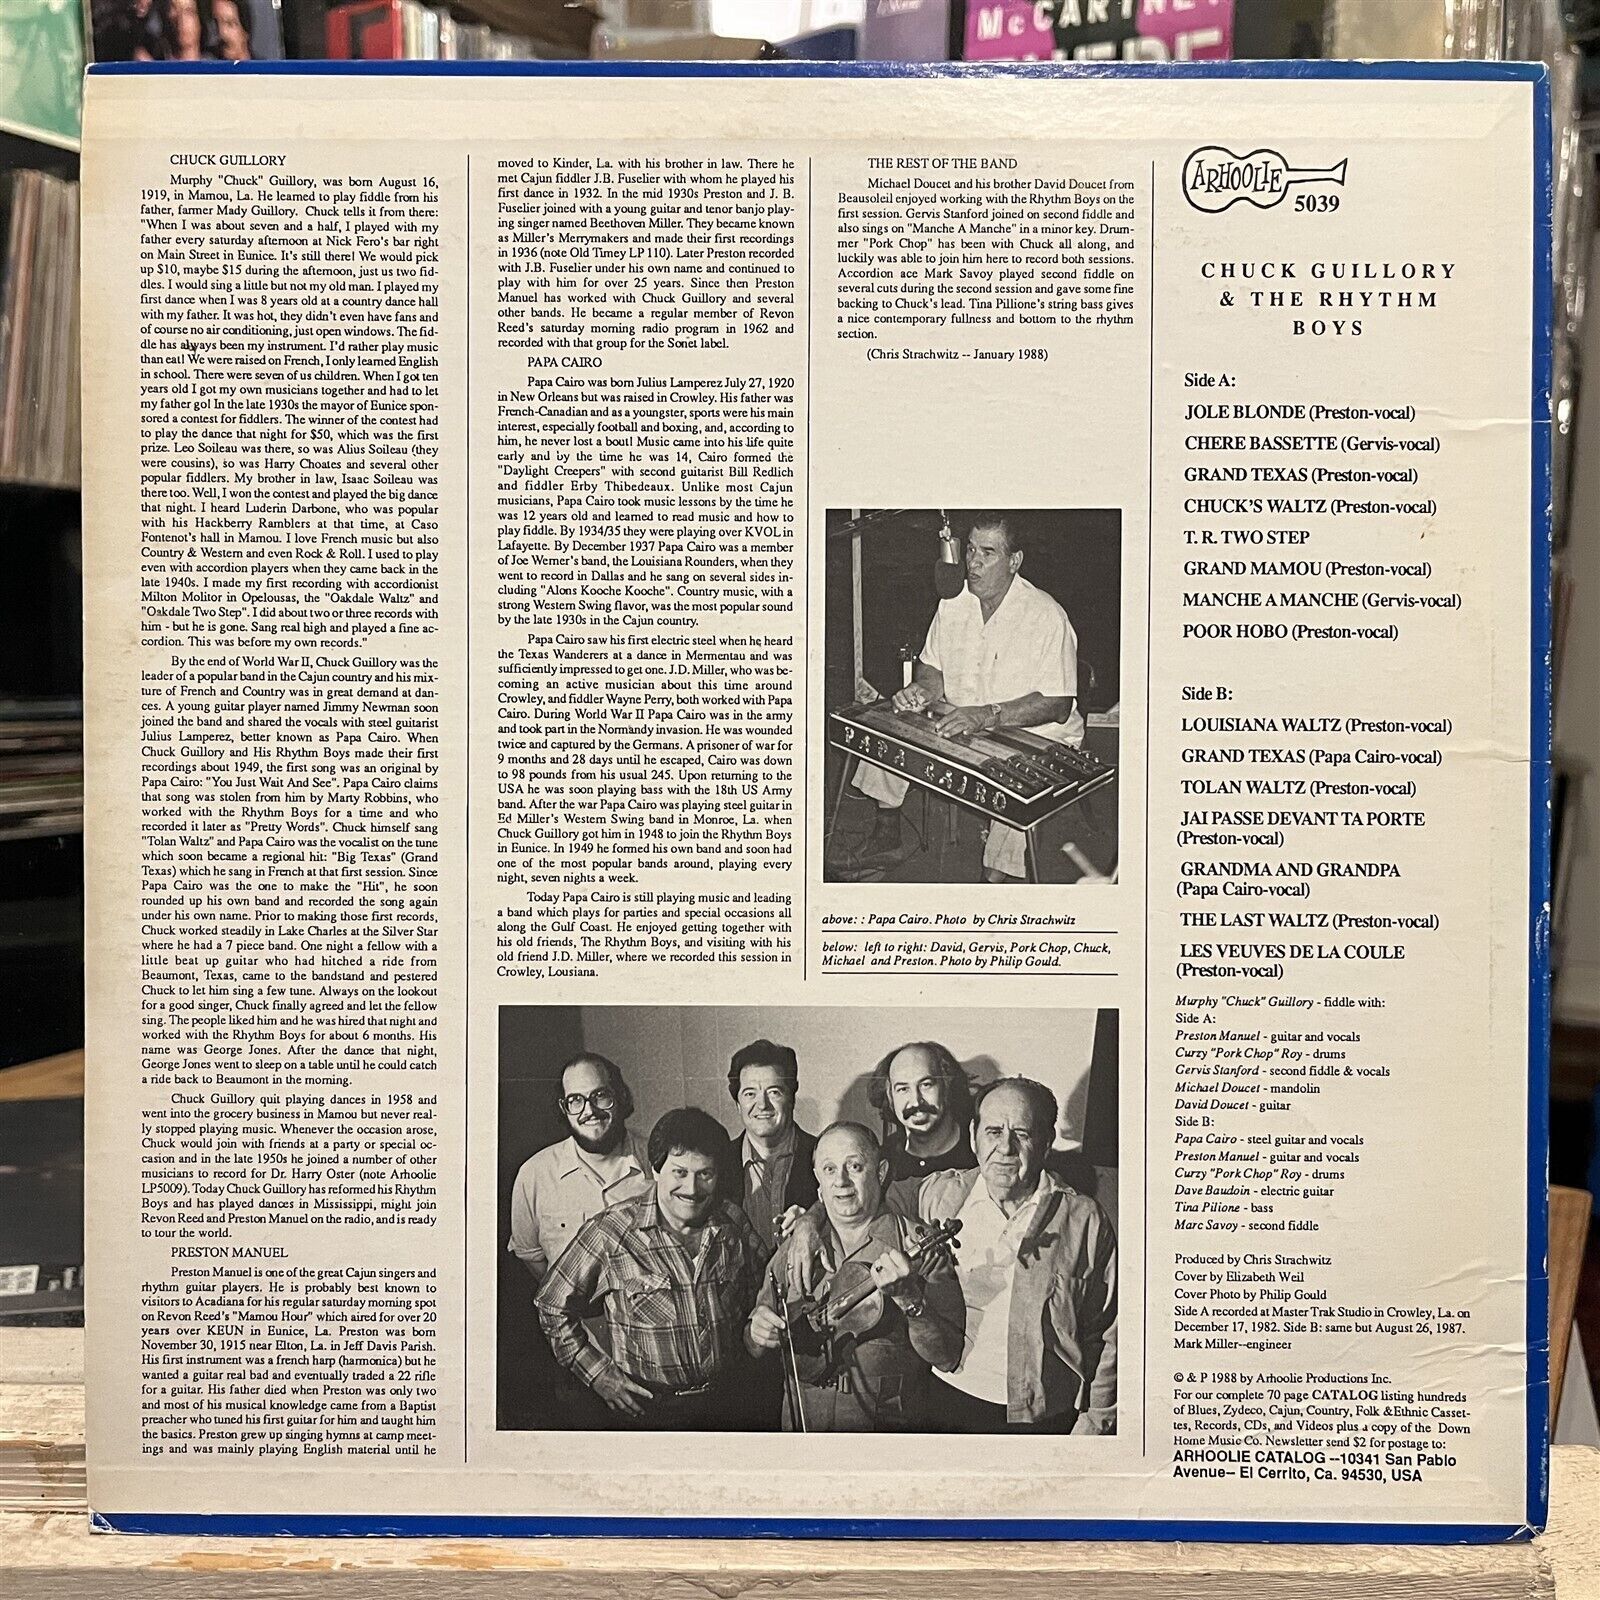 McCARTNEY
CHUCK GUILLORY
Murphy "Chuck" Guillory, was born August 16,
1919, in Mamou, La. He learned to play fiddle from his
father, farmer Mady Guillory. Chuck tells it from there:
"When I was about seven and a half, I played with my
father every saturday afternoon at Nick Fero's bar right
on Main Street in Eunice. It's still there! We would pick
up $10, maybe $15 during the afternoon, just us two fid-
dles. I would sing a little but not my old man. I played my
first dance when I was 8 years old at a country dance hall
with my father. It was hot, they didn't even have fans and
of course no air conditioning, just open windows. The fid-
dle has always been my instrument. I'd rather play music
than eat! We were raised on French, I only learned English
in school. There were seven of us children. When I got ten
years old I got my own musicians together and had to let
my father go! In the late 1930s the mayor of Eunice spon-
sored a contest for fiddlers. The winner of the contest had
to play the dance that night for $50, which was the first
prize. Leo Soileau was there, so was Alius Soileau (they
were cousins), so was Harry Choates and several other
popular fiddlers. My brother in law, Isaac Soileau was
there too. Well, I won the contest and played the big dance
that night. I heard Luderin Darbone, who was popular
with his Hackberry Ramblers at that time, at Caso
Fontenot's hall in Mamou. I love French music but also
Country & Western and even Rock & Roll. I used to play
even with accordion players when they came back in the
late 1940s. I made my first recording with accordionist
Milton Molitor in Opelousas, the "Oakdale Waltz" and
"Oakdale Two Step". I did about two or three records with
him - but he is gone. Sang real high and played a fine ac-
cordion. This was before my own records."
By the end of World War II, Chuck Guillory was the
leader of a popular band in the Cajun country and his mix-
ture of French and Country was in great demand at dan-
ces. A young guitar player named Jimmy Newman soon
joined the band and shared the vocals with steel guitarist
Julius Lamperez, better known as Papa Cairo. When
Chuck Guillory and His Rhythm Boys made their first
recordings about 1949, the first song was an original by
Papa Cairo: "You Just Wait And See". Papa Cairo claims
that song was stolen from him by Marty Robbins, who
worked with the Rhythm Boys for a time and who
recorded it later as "Pretty Words". Chuck himself sang
"Tolan Waltz" and Papa Cairo was the vocalist on the tune
which soon became a regional hit: "Big Texas" (Grand
Texas) which he sang in French at that first session. Since
Papa Cairo was the one to make the "Hit", he soon
rounded up his own band and recorded the song again
under his own name. Prior to making those first records,
Chuck worked steadily in Lake Charles at the Silver Star
where he had a 7 piece band. One night a fellow with a
little beat up guitar who had hitched a ride from
Beaumont, Texas, came to the bandstand and pestered
Chuck to let him sing a few tune. Always on the lookout
for a good singer, Chuck finally agreed and let the fellow
sing. The people liked him and he was hired that night and
worked with the Rhythm Boys for about 6 months. His
name was George Jones. After the dance that night,
George Jones went to sleep on a table until he could catch
a ride back to Beaumont in the morning.
Chuck Guillory quit playing dances in 1958 and
went into the grocery business in Mamou but never real-
ly stopped playing music. Whenever the occasion arose,
Chuck would join with friends at a party or special oc-
casion and in the late 1950s he joined a number of other
musicians to record for Dr. Harry Oster (note Arhoolie
LP5009). Today Chuck Guillory has reformed his Rhythm
Boys and has played dances in Mississippi, might join
Revon Reed and Preston Manuel on the radio, and is ready
to tour the world.
PRESTON MANUEL
Preston Manuel is one of the great Cajun singers and
rhythm guitar players. He is probably best known to
visitors to Acadiana for his regular saturday morning spot
on Revon Reed's "Mamou Hour" which aired for over 20
years over KEUN in Eunice, La. Preston was born
November 30, 1915 near Elton, La. in Jeff Davis Parish.
His first instrument was a french harp (harmonica) but he
wanted a guitar real bad and eventually traded a 22 rifle
for a guitar. His father died when Preston was only two
and most of his musical knowledge came from a Baptist
preacher who tuned his first guitar for him and taught him
the basics. Preston grew up singing hymns at camp meet-
ings and was mainly playing English material until he
moved to Kinder, La. with his brother in law. There he
met Cajun fiddler J.B. Fuselier with whom he played his
first dance in 1932. In the mid 1930s Preston and J. B.
Fuselier joined with a young guitar and tenor banjo play-
ing singer named Beethoven Miller. They became known
as Miller's Merrymakers and made their first recordings
in 1936 (note Old Timey LP 110). Later Preston recorded
with J.B. Fuselier under his own name and continued to
play with him for over 25 years. Since then Preston
Manuel has worked with Chuck Guillory and several
other bands. He became a regular member of Revon
Reed's saturday morning radio program in 1962 and
recorded with that group for the Sonet label.
PAPA CAIRO
Papa Cairo was born Julius Lamperez July 27, 1920
in New Orleans but was raised in Crowley. His father was
French-Canadian and as a youngster, sports were his main
interest, especially football and boxing, and, according to
him, he never lost a bout! Music came into his life quite
early and by the time he was 14, Cairo formed the
"Daylight Creepers" with second guitarist Bill Redlich
and fiddler Erby Thibedeaux. Unlike most Cajun
musicians, Papa Cairo took music lessons by the time he
was 12 years old and learned to read music and how to
play fiddle. By 1934/35 they were playing over KVOL in
Lafayette. By December 1937 Papa Cairo was a member
of Joe Werner's band, the Louisiana Rounders, when they
went to record in Dallas and he sang on several sides in-
cluding "Alons Kooche Kooche". Country music, with a
strong Western Swing flavor, was the most popular sound
by the late 1930s in the Cajun country.
Papa Cairo saw his first electric steel when he heard
the Texas Wanderers at a dance in Mermentau and was
sufficiently impressed to get one. J.D. Miller, who was be-
coming an active musician about this time around
Crowley, and fiddler Wayne Perry, both worked with Papa
Cairo. During World War II Papa Cairo was in the army
and took part in the Normandy invasion. He was wounded
twice and captured by the Germans. A prisoner of war for
9 months and 28 days until he escaped, Cairo was down
to 98 pounds from his usual 245. Upon returning to the
USA he was soon playing bass with the 18th US Army
band. After the war Papa Cairo was playing steel guitar in
Ed Miller's Western Swing band in Monroe, La. when
Chuck Guillory got him in 1948 to join the Rhythm Boys
in Eunice. In 1949 he formed his own band and soon had
one of the most popular bands around, playing every
night, seven nights a week.
Today Papa Cairo is still playing music and leading
a band which plays for parties and special occasions all
along the Gulf Coast. He enjoyed getting together with
his old friends, The Rhythm Boys, and visiting with his
old friend J.D. Miller, where we recorded this session in
Crowley, Lousiana.
THE REST OF THE BAND
Michael Doucet and his brother David Doucet from
Beausoleil enjoyed working with the Rhythm Boys on the
first session. Gervis Stanford joined on second fiddle and
also sings on "Manche A Manche" in a minor key. Drum-
mer "Pork Chop" has been with Chuck all along, and
luckily was able to join him here to record both sessions.
Accordion ace Mark Savoy played second fiddle on
several cuts during the second session and gave some fine
backing to Chuck's lead. Tina Pillione's string bass gives
a nice contemporary fullness and bottom to the rhythm
section.
(Chris Strachwitz -- January 1988)
PAPA CAIRO
above: : Papa Cairo. Photo by Chris Strachwitz
below: left to right: David, Gervis, Pork Chop, Chuck,
Michael and Preston. Photo by Philip Gould.
ARHOOLIE
5039
CHUCK GUILLORY
& THE RHYTHM
BOYS
Side A:
JOLE BLONDE (Preston-vocal)
CHERE BASSETTE (Gervis-vocal)
GRAND TEXAS (Preston-vocal)
CHUCK'S WALTZ (Preston-vocal)
T. R. TWO STEP
GRAND MAMOU (Preston-vocal)
MANCHE A MANCHE (Gervis-vocal)
POOR HOBO (Preston-vocal)
Side B:
LOUISIANA WALTZ (Preston-vocal)
GRAND TEXAS (Papa Cairo-vocal)
TOLAN WALTZ (Preston-vocal)
JAI PASSE DEVANT TA PORTE
(Preston-vocal)
GRANDMA AND GRANDPA
(Papa Cairo-vocal)
THE LAST WALTZ (Preston-vocal)
LES VEUVES DE LA COULE
(Preston-vocal)
Murphy "Chuck" Guillory - fiddle with:
Side A:
Preston Manuel - guitar and vocals
Curzy "Pork Chop" Roy - drums
Gervis Stanford - second fiddle & vocals
Michael Doucet - mandolin
David Doucet - guitar
Side B:
Papa Cairo - steel guitar and vocals
Preston Manuel - guitar and vocals
Curzy "Pork Chop" Roy - drums
Dave Baudoin - electric guitar
Tina Pilione - bass
Marc Savoy - second fiddle
Produced by Chris Strachwitz
Cover by Elizabeth Weil
Cover Photo by Philip Gould
Side A recorded at Master Trak Studio in Crowley, La. on
December 17, 1982. Side B: same but August 26, 1987.
Mark Miller--engineer
© & P 1988 by Arhoolie Productions Inc.
For our complete 70 page CATALOG listing hundreds
of Blues, Zydeco, Cajun, Country, Folk & Ethnic Casset-
tes, Records, CDs, and Videos plus a copy of the Down
Home Music Co. Newsletter send $2 for postage to:
ARHOOLIE CATALOG --10341 San Pablo
Avenue-- El Cerrito, Ca. 94530, USA